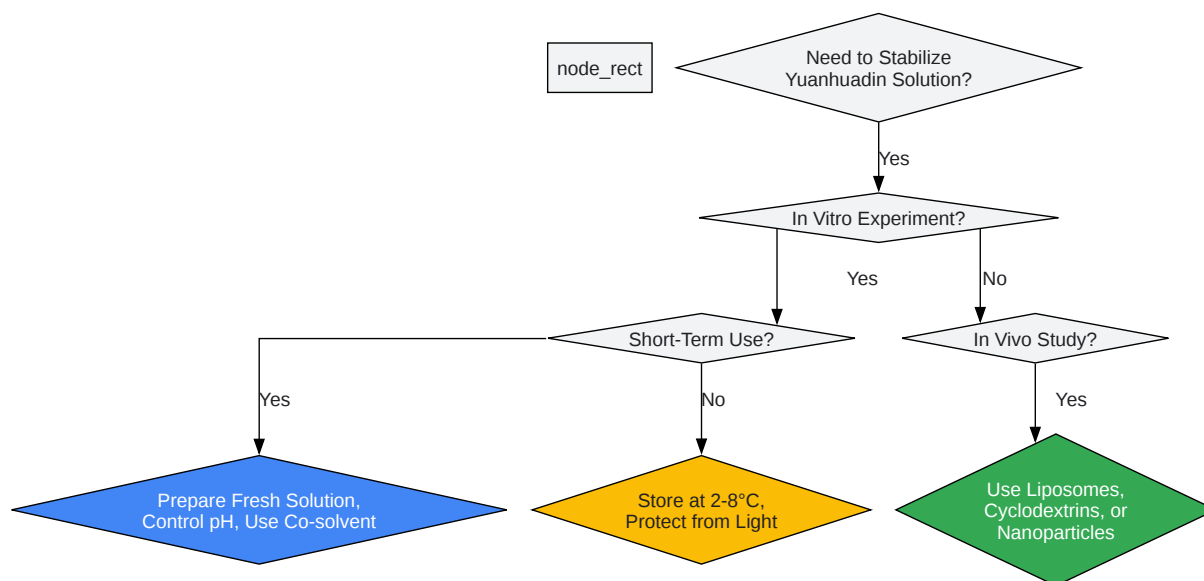 node_rect
Need to Stabilize
Yuanhuadin Solution?
Yes
In Vitro Experiment?
Yes
No
Short-Term Use?
In Vivo Study?
Yes
No
Yes
Prepare Fresh Solution,
Control pH, Use Co-solvent
Store at 2-8°C,
Protect from Light
Use Liposomes,
Cyclodextrins, or
Nanoparticles